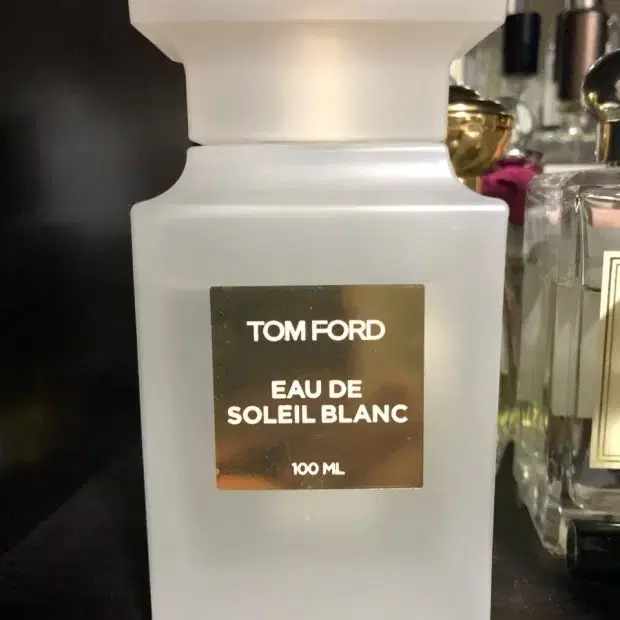 TOM FORD
EAU DE
SOLEIL BLANC
100 ML